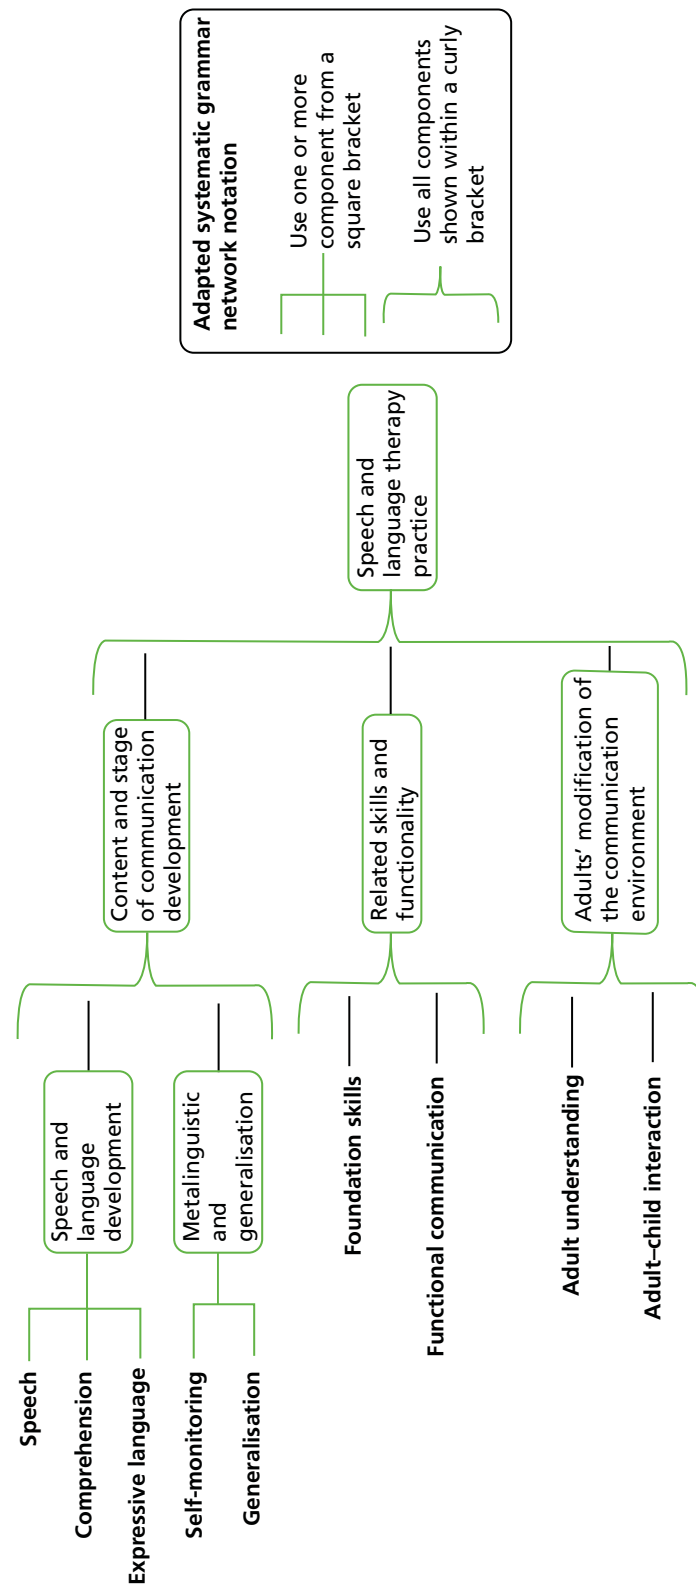 Speech
Comprehension
Expressive language
Self-monitoring
Generalisation
Speech and
language
development
Metalinguistic
and
generalisation
Foundation skills
Functional communication
Adult understanding
Adult–child interaction
Content and stage
of communication
development
Related skills and
functionality
Adults’ modification of
the communication
environment
Speech and
language therapy
practice
Adapted systematic grammar
network notation
Use one or more
component from a
square bracket
Use all components
shown within a curly
bracket